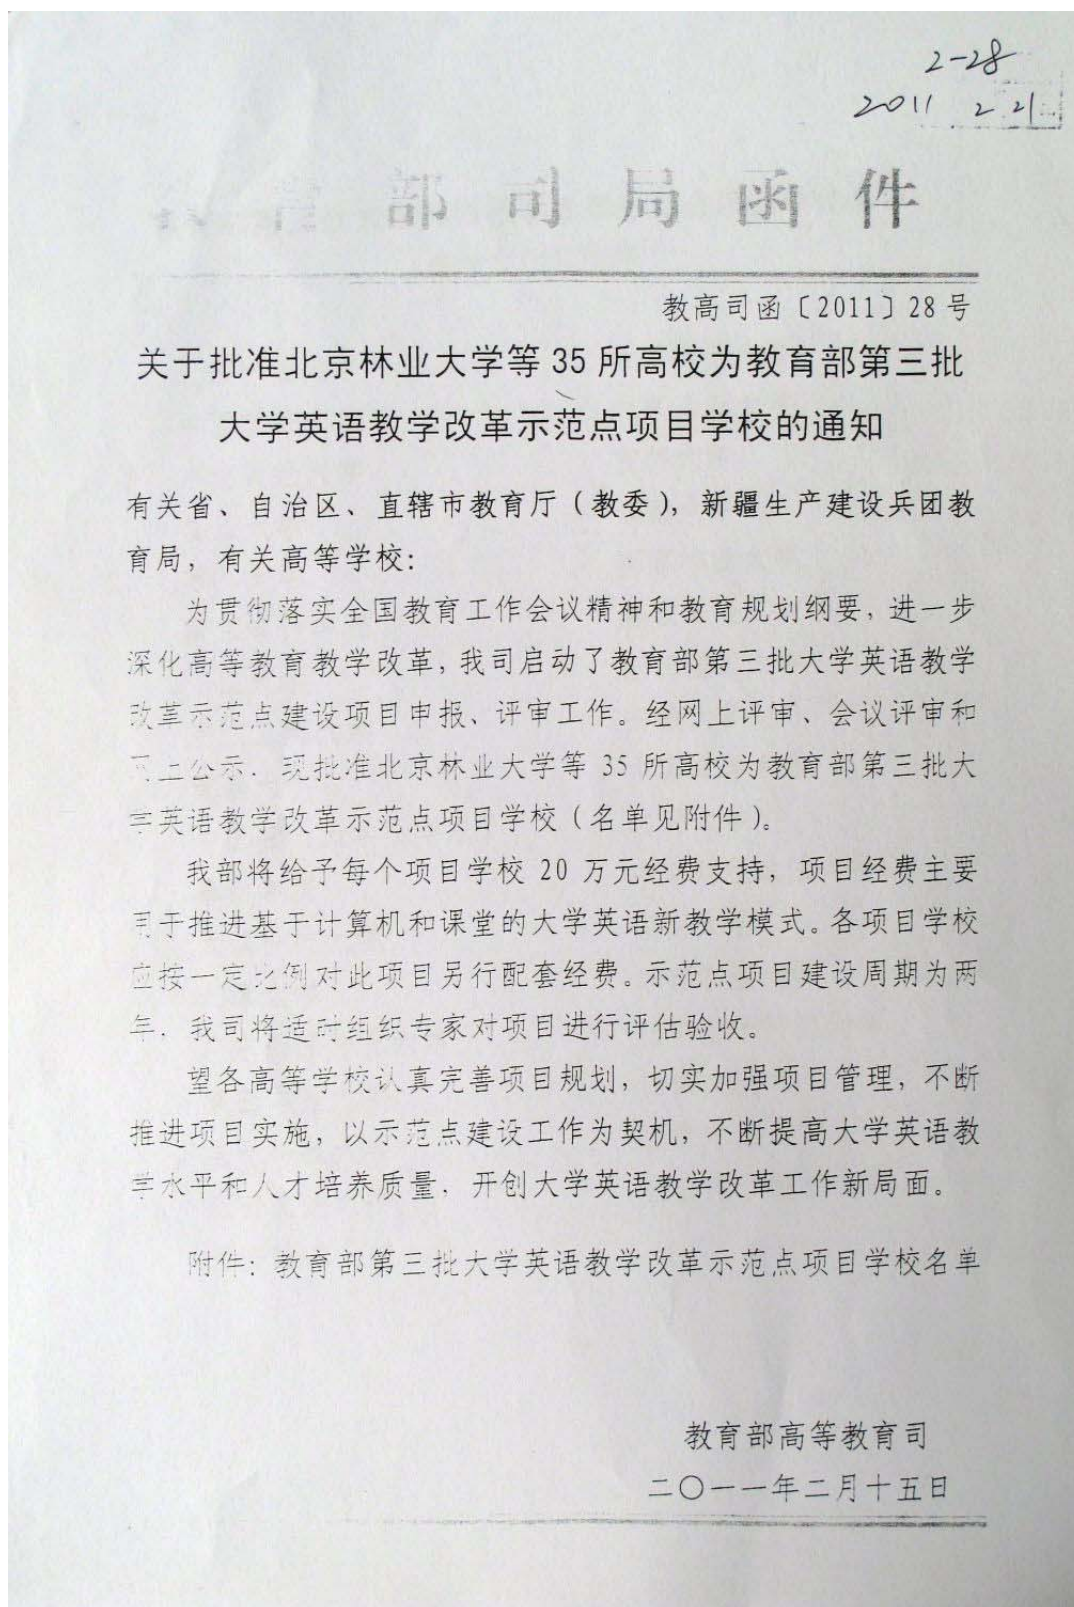 2-28
2011 2 21
教育部司局函件
教高司函〔2011〕28号
关于批准北京林业大学等 35 所高校为教育部第三批
大学英语教学改革示范点项目学校的通知
有关省、自治区、直辖市教育厅（教委），新疆生产建设兵团教
育局，有关高等学校：
为贯彻落实全国教育工作会议精神和教育规划纲要，进一步
深化高等教育教学改革，我司启动了教育部第三批大学英语教学
改革示范点建设项目申报、评审工作。经网上评审、会议评审和
网上公示，现批准北京林业大学等 35 所高校为教育部第三批大
学英语教学改革示范点项目学校（名单见附件）。
我部将给予每个项目学校 20 万元经费支持，项目经费主要
用于推进基于计算机和课堂的大学英语新教学模式。各项目学校
应按一定比例对此项目另行配套经费。示范点项目建设周期为两
年，我司将适时组织专家对项目进行评估验收。
望各高等学校认真完善项目规划，切实加强项目管理，不断
推进项目实施，以示范点建设工作为契机，不断提高大学英语教
学水平和人才培养质量，开创大学英语教学改革工作新局面。
附件：教育部第三批大学英语教学改革示范点项目学校名单
教育部高等教育司
二〇一一年二月十五日